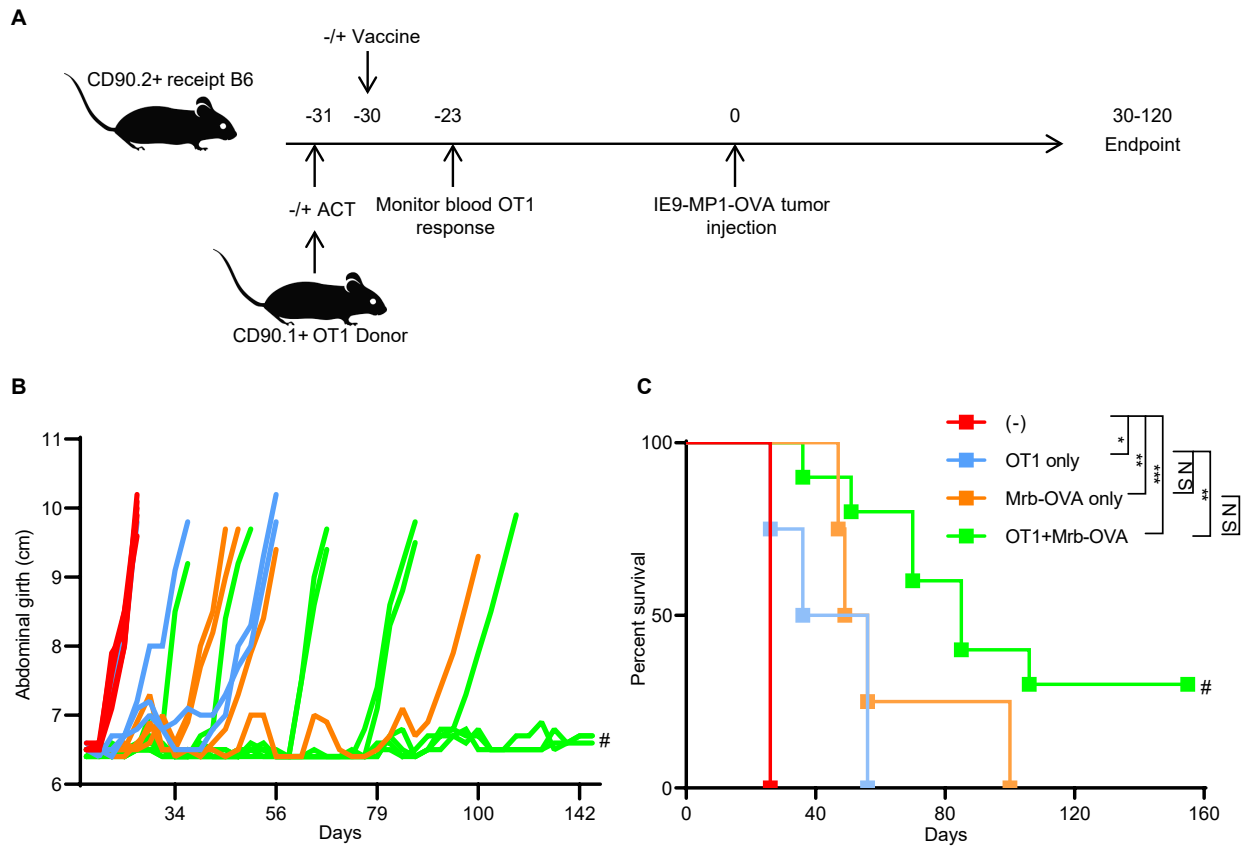 A
-/+ Vaccine
CD90.2+ receipt B6
-31
-30
-23
0
30-120
Endpoint
-/+ ACT
Monitor blood OT1
response
IE9-MP1-OVA tumor
injection
CD90.1+ OT1 Donor
B
11
10
9
8
7
6
Abdominal girth (cm)
34
56
79
100
142
Days
#
C
100
50
0
Percent survival
0
40
80
120
160
Days
#
(-)
OT1 only
Mrb-OVA only
OT1+Mrb-OVA
*
**
***
NS
**
NS